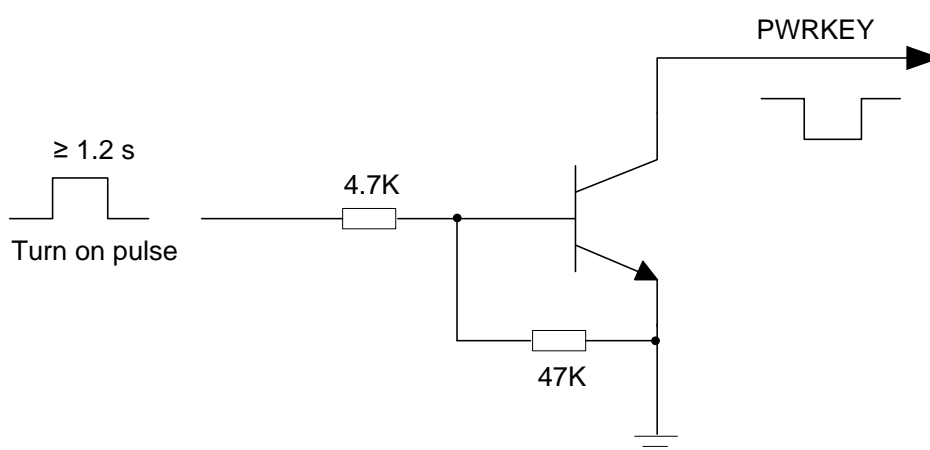 PWRKEY
≥ 1.2 s
4.7K
Turn on pulse
47K